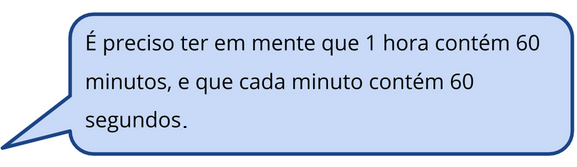 É preciso ter em mente que 1 hora contém 60
minutos, e que cada minuto contém 60
segundos.